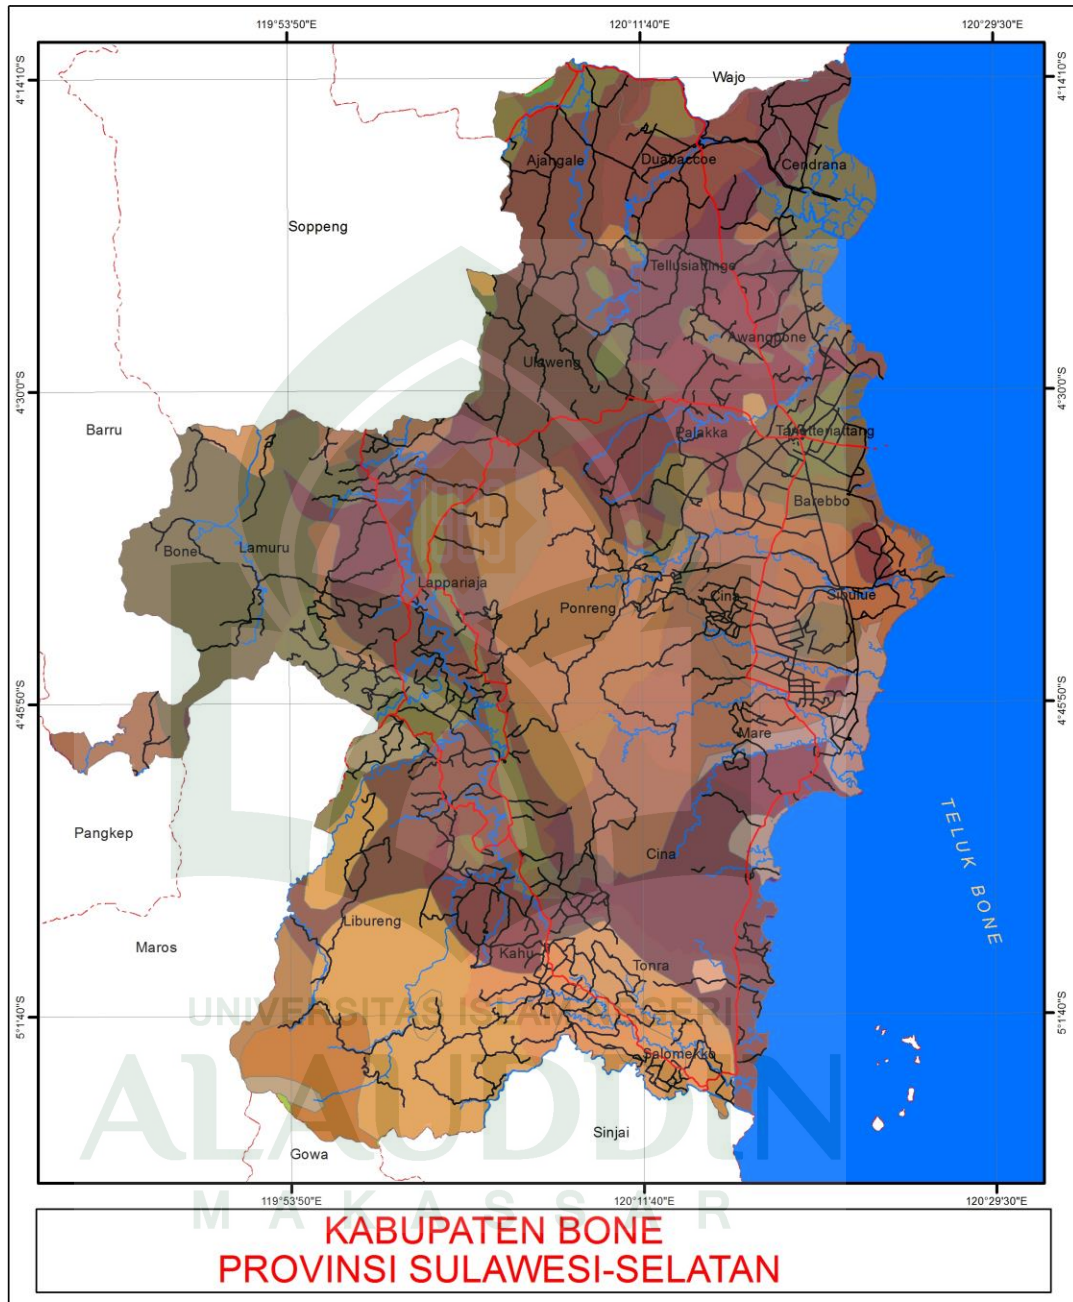 119°53'50"E
120°11'40"E
120°29'30"E
4°14'10"S
4°14'10"S
Wajo
Ajangale
Duabaccoe
Cendrana
Soppeng
Tellusiattinge
Awangpone
Ulaweng
4°30'0"S
4°30'0"S
Barru
Palakka
Tanettenattang
Barebbo
Bone
Lamuru
Lappariaja
Ponreng
Cina
Sibulue
4°45'50"S
4°45'50"S
Mare
Pangkep
TELUK BONE
Cina
Libureng
Maros
Kahu
Tonra
UNIVERSITAS ISLAM NEGERI
5°1'40"S
5°1'40"S
Salomekko
ALAUDDIN
Sinjai
Gowa
119°53'50"E
120°11'40"E
120°29'30"E
MAKASSAR
KABUPATEN BONE
PROVINSI SULAWESI-SELATAN